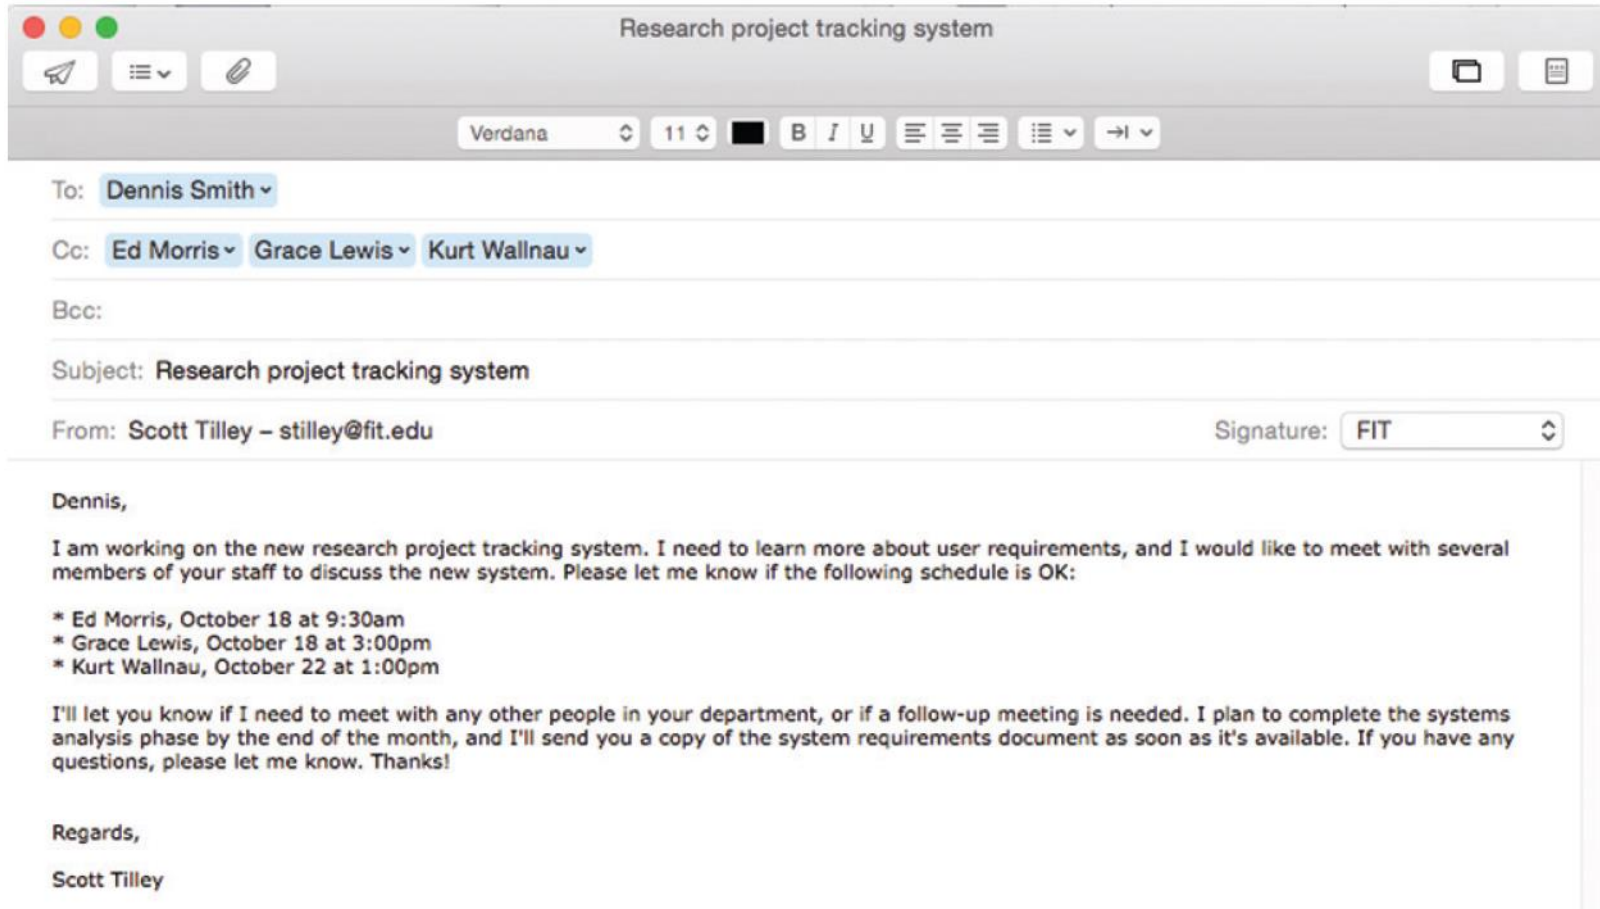 Research project tracking system
Verdana 11 B I U
To: Dennis Smith
Cc: Ed Morris Grace Lewis Kurt Wallnau
Bcc:
Subject: Research project tracking system
From: Scott Tilley – stilley@fit.edu Signature: FIT
Dennis,
I am working on the new research project tracking system. I need to learn more about user requirements, and I would like to meet with several
members of your staff to discuss the new system. Please let me know if the following schedule is OK:
* Ed Morris, October 18 at 9:30am
* Grace Lewis, October 18 at 3:00pm
* Kurt Wallnau, October 22 at 1:00pm
I'll let you know if I need to meet with any other people in your department, or if a follow-up meeting is needed. I plan to complete the systems
analysis phase by the end of the month, and I'll send you a copy of the system requirements document as soon as it's available. If you have any
questions, please let me know. Thanks!
Regards,
Scott Tilley